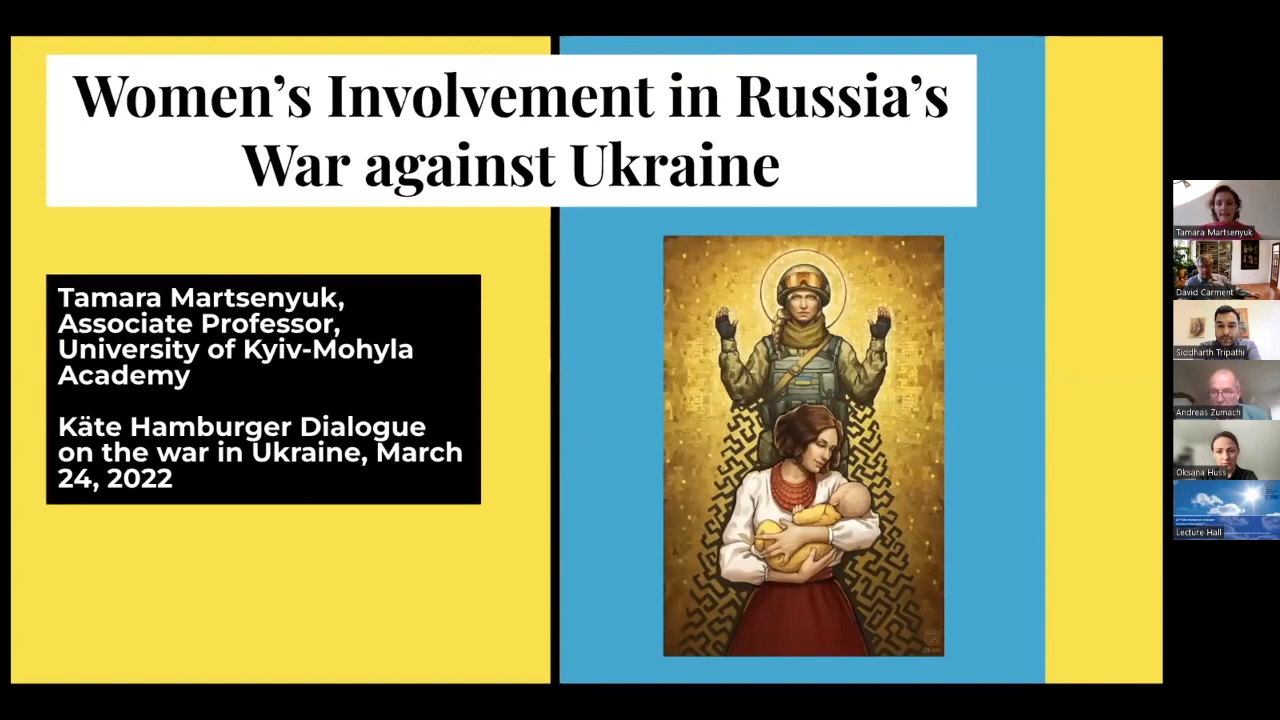 Women's Involvement in Russia's
War against Ukraine
Tamara Martsenyuk,
Associate Professor,
University of Kyiv-Mohyla
Academy
Käte Hamburger Dialogue
on the war in Ukraine, March
24, 2022
Tamara Martsenyuk
David Carment
Siddharth Tripathi
Andreas Zumach
Oksana Huss
Lecture Hall